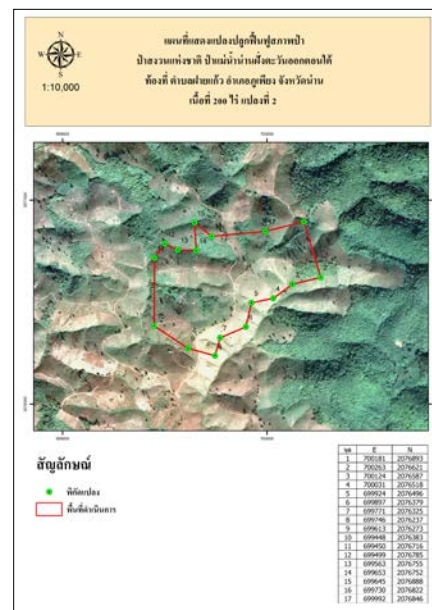 แผนที่แสดงแปลงปลูกฟื้นฟูสภาพป่า
ป่าสงวนแห่งชาติ ป่าแม่น้ำน่านฝั่งตะวันออกตอนใต้
ท้องที่ ตำบลฝายแก้ว อำเภอภูเพียง จังหวัดน่าน
เนื้อที่ 200 ไร่ แปลงที่ 2
N
W E
S
1:10,000
สัญลักษณ์
พิกัดแปลง
พื้นที่ดำเนินการ
จุด E N
1 700181 2076893
2 700263 2076621
3 700124 2076587
4 700031 2076518
5 699924 2076496
6 699897 2076379
7 699771 2076325
8 699746 2076237
9 699613 2076273
10 699448 2076383
11 699450 2076716
12 699499 2076785
13 699563 2076755
14 699653 2076752
15 699645 2076888
16 699730 2076822
17 699992 2076846